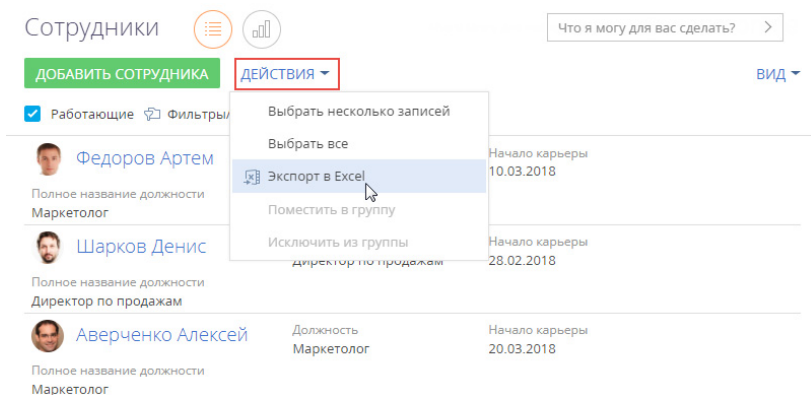 Сотрудники
Что я могу для вас сделать?
ДОБАВИТЬ СОТРУДНИКА ДЕЙСТВИЯ ВИД
Работающие Фильтры/
Выбрать несколько записей
Выбрать все
Экспорт в Excel
Поместить в группу
Исключить из группы
Федоров Артем
Начало карьеры
10.03.2018
Полное название должности
Маркетолог
Шарков Денис
Начало карьеры
Директор по продажам
28.02.2018
Полное название должности
Директор по продажам
Аверченко Алексей
Должность
Маркетолог
Начало карьеры
20.03.2018
Полное название должности
Маркетолог